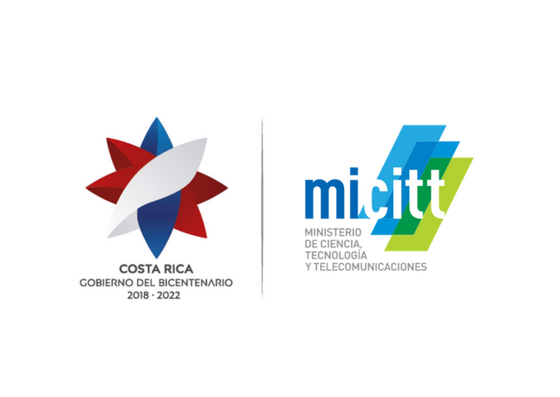 COSTA RICA
GOBIERNO DEL BICENTENARIO
2018 · 2022
micitt
MINISTERIO
DE CIENCIA,
TECNOLOGÍA
Y TELECOMUNICACIONES